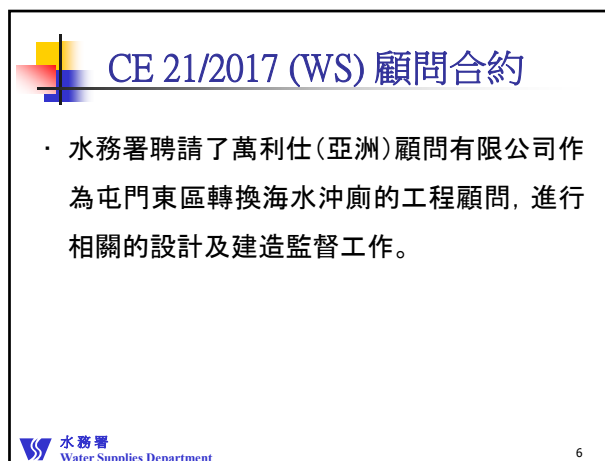 CE 21/2017 (WS) 顧問合約
· 水務署聘請了萬利仕(亞洲)顧問有限公司作
為屯門東區轉換海水沖廁的工程顧問, 進行
相關的設計及建造監督工作。
水務署
Water Supplies Department
6